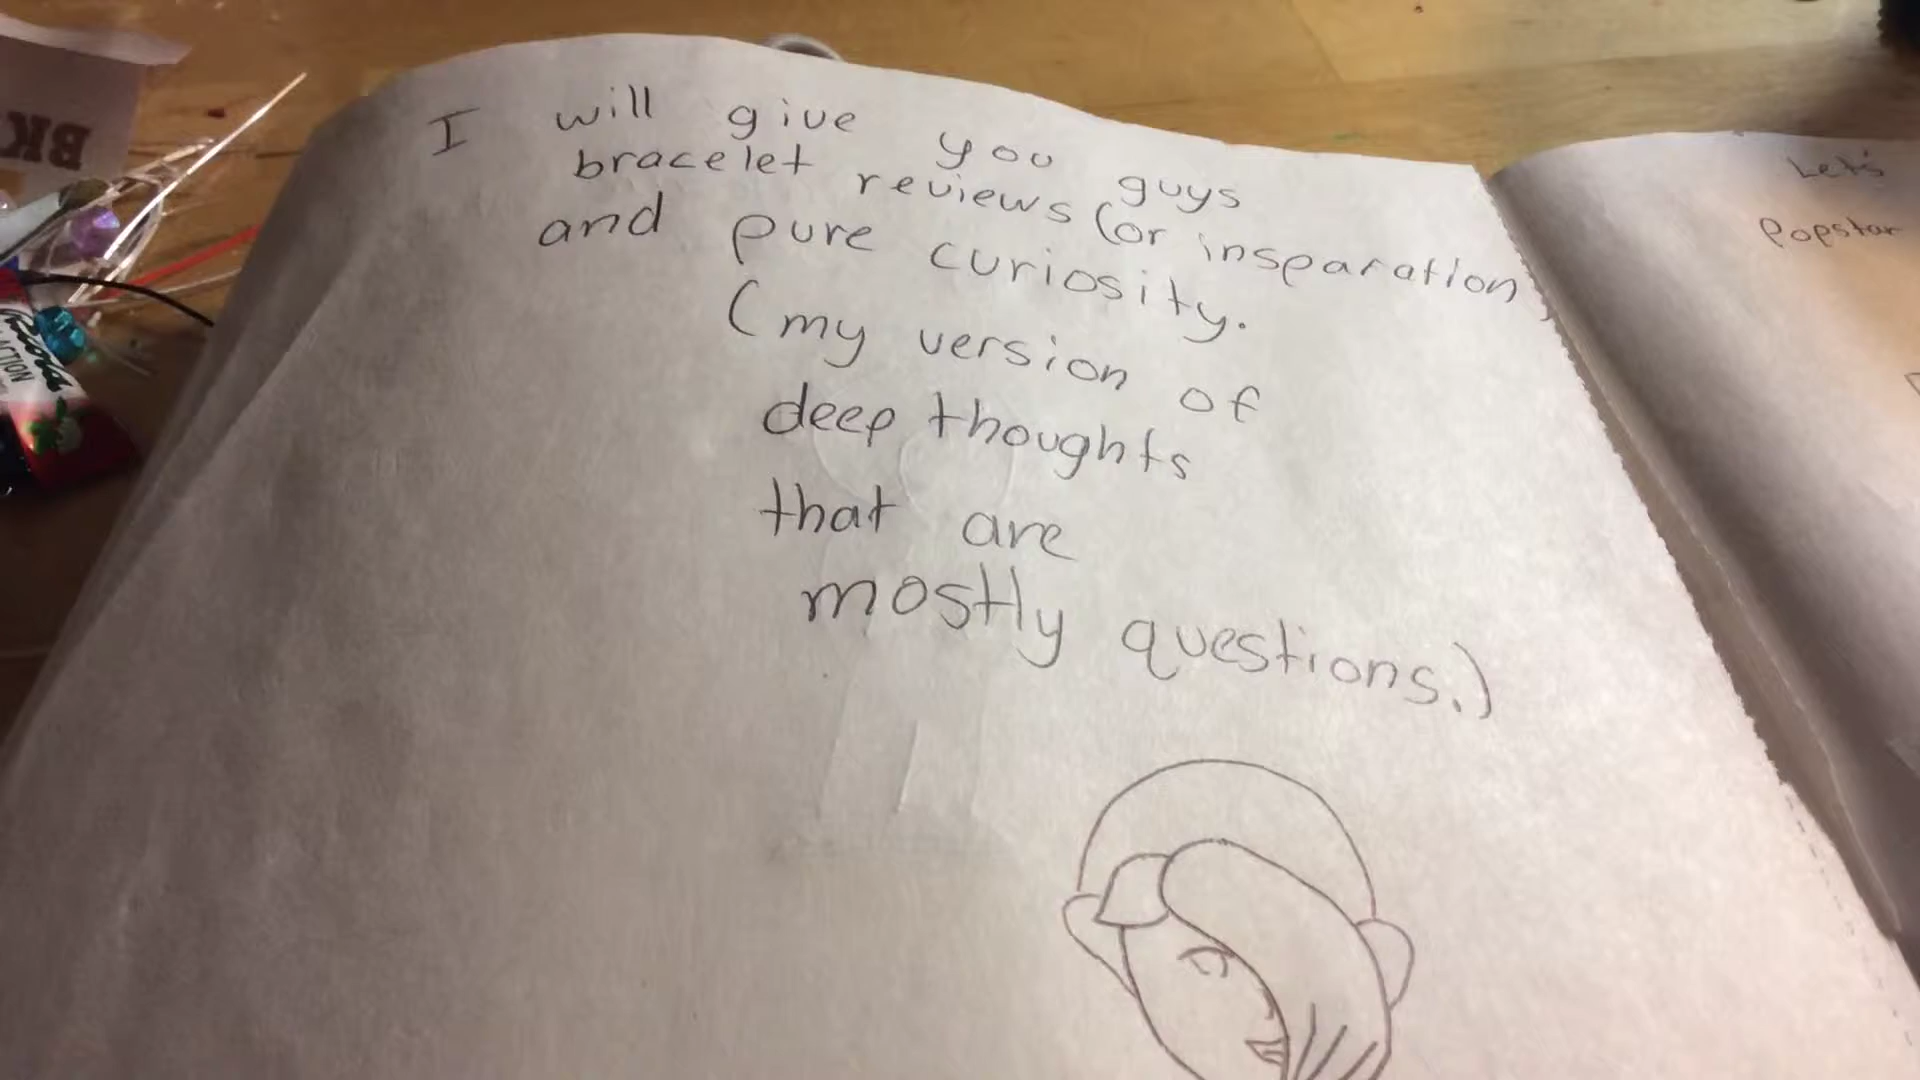 I will give you guys
bracelet reviews (or insparation)
and pure curiosity.
(my version of
deep thoughts
that are
mostly questions.)
Let's
Popstar
BK